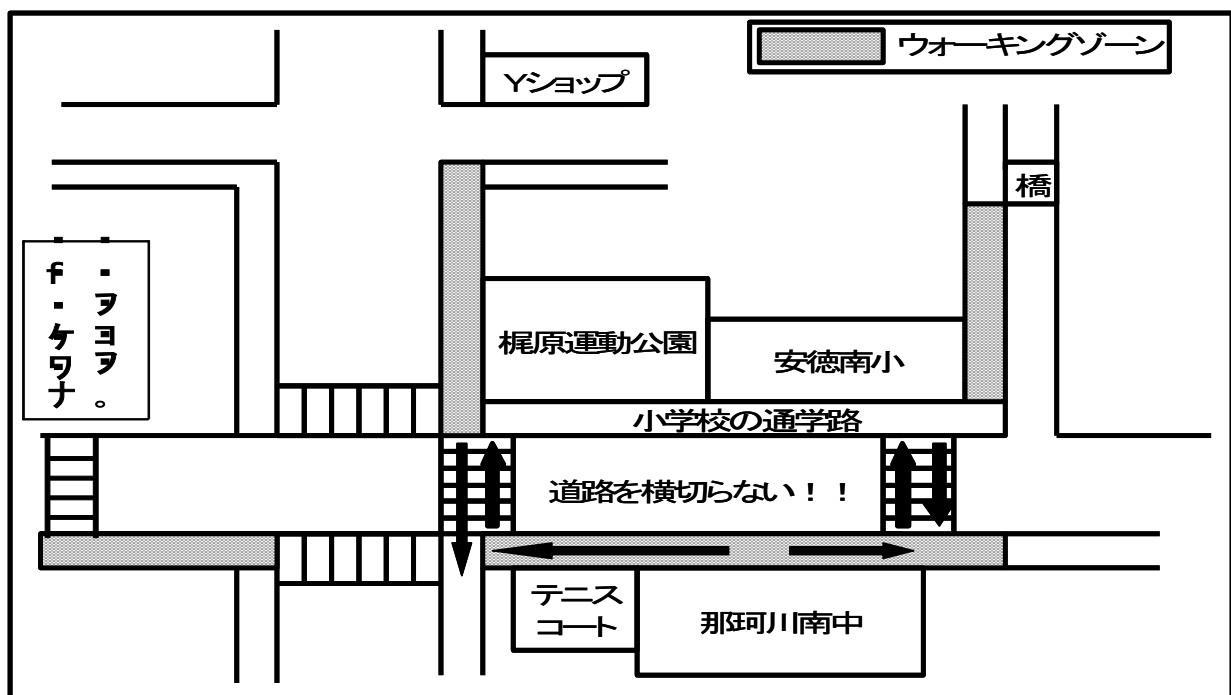 ウォーキングゾーン
Yショップ
橋
梶原運動公園
安徳南小
小学校の通学路
道路を横切らない！！
テニス
コート
那珂川南中